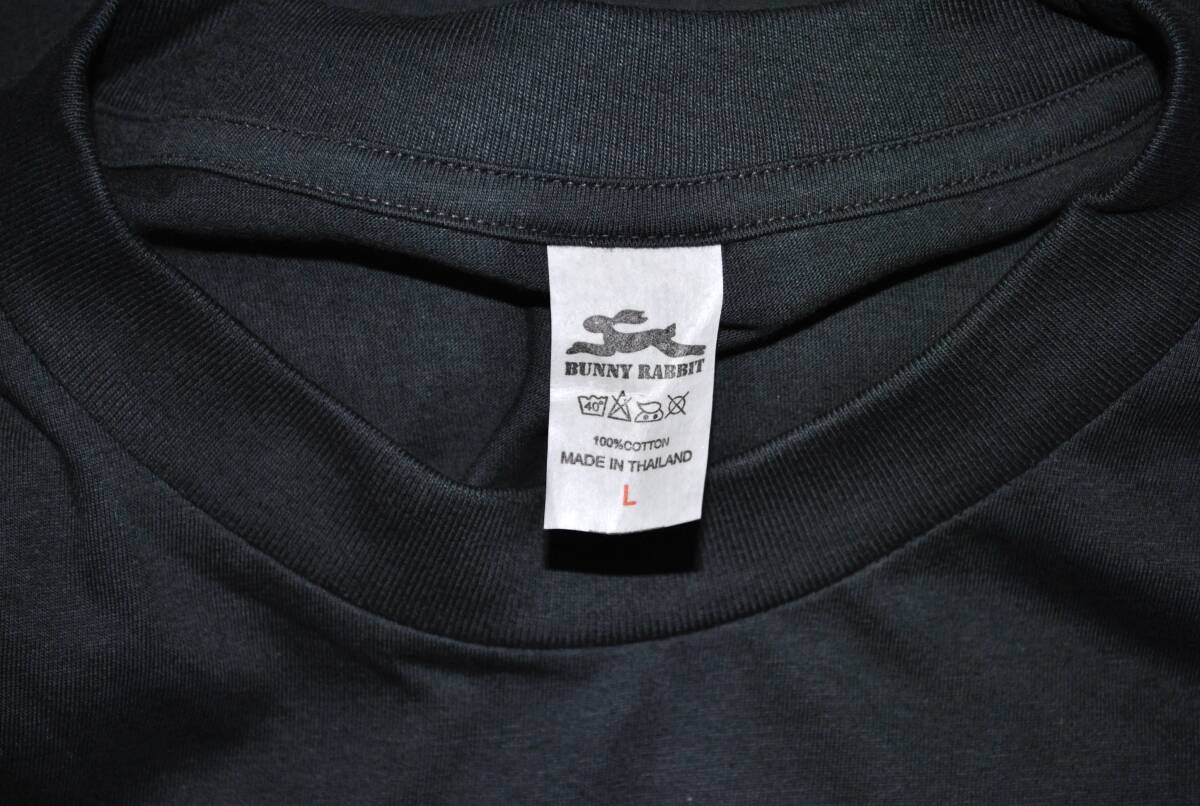 BUNNY RABBIT
40°
100%COTTON
MADE IN THAILAND
L